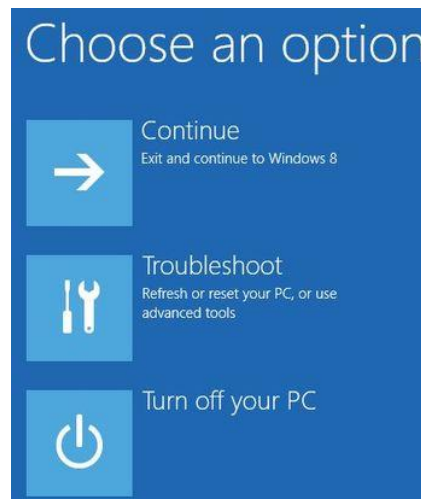 Choose an option
Continue
Exit and continue to Windows 8
Troubleshoot
Refresh or reset your PC, or use
advanced tools
Turn off your PC